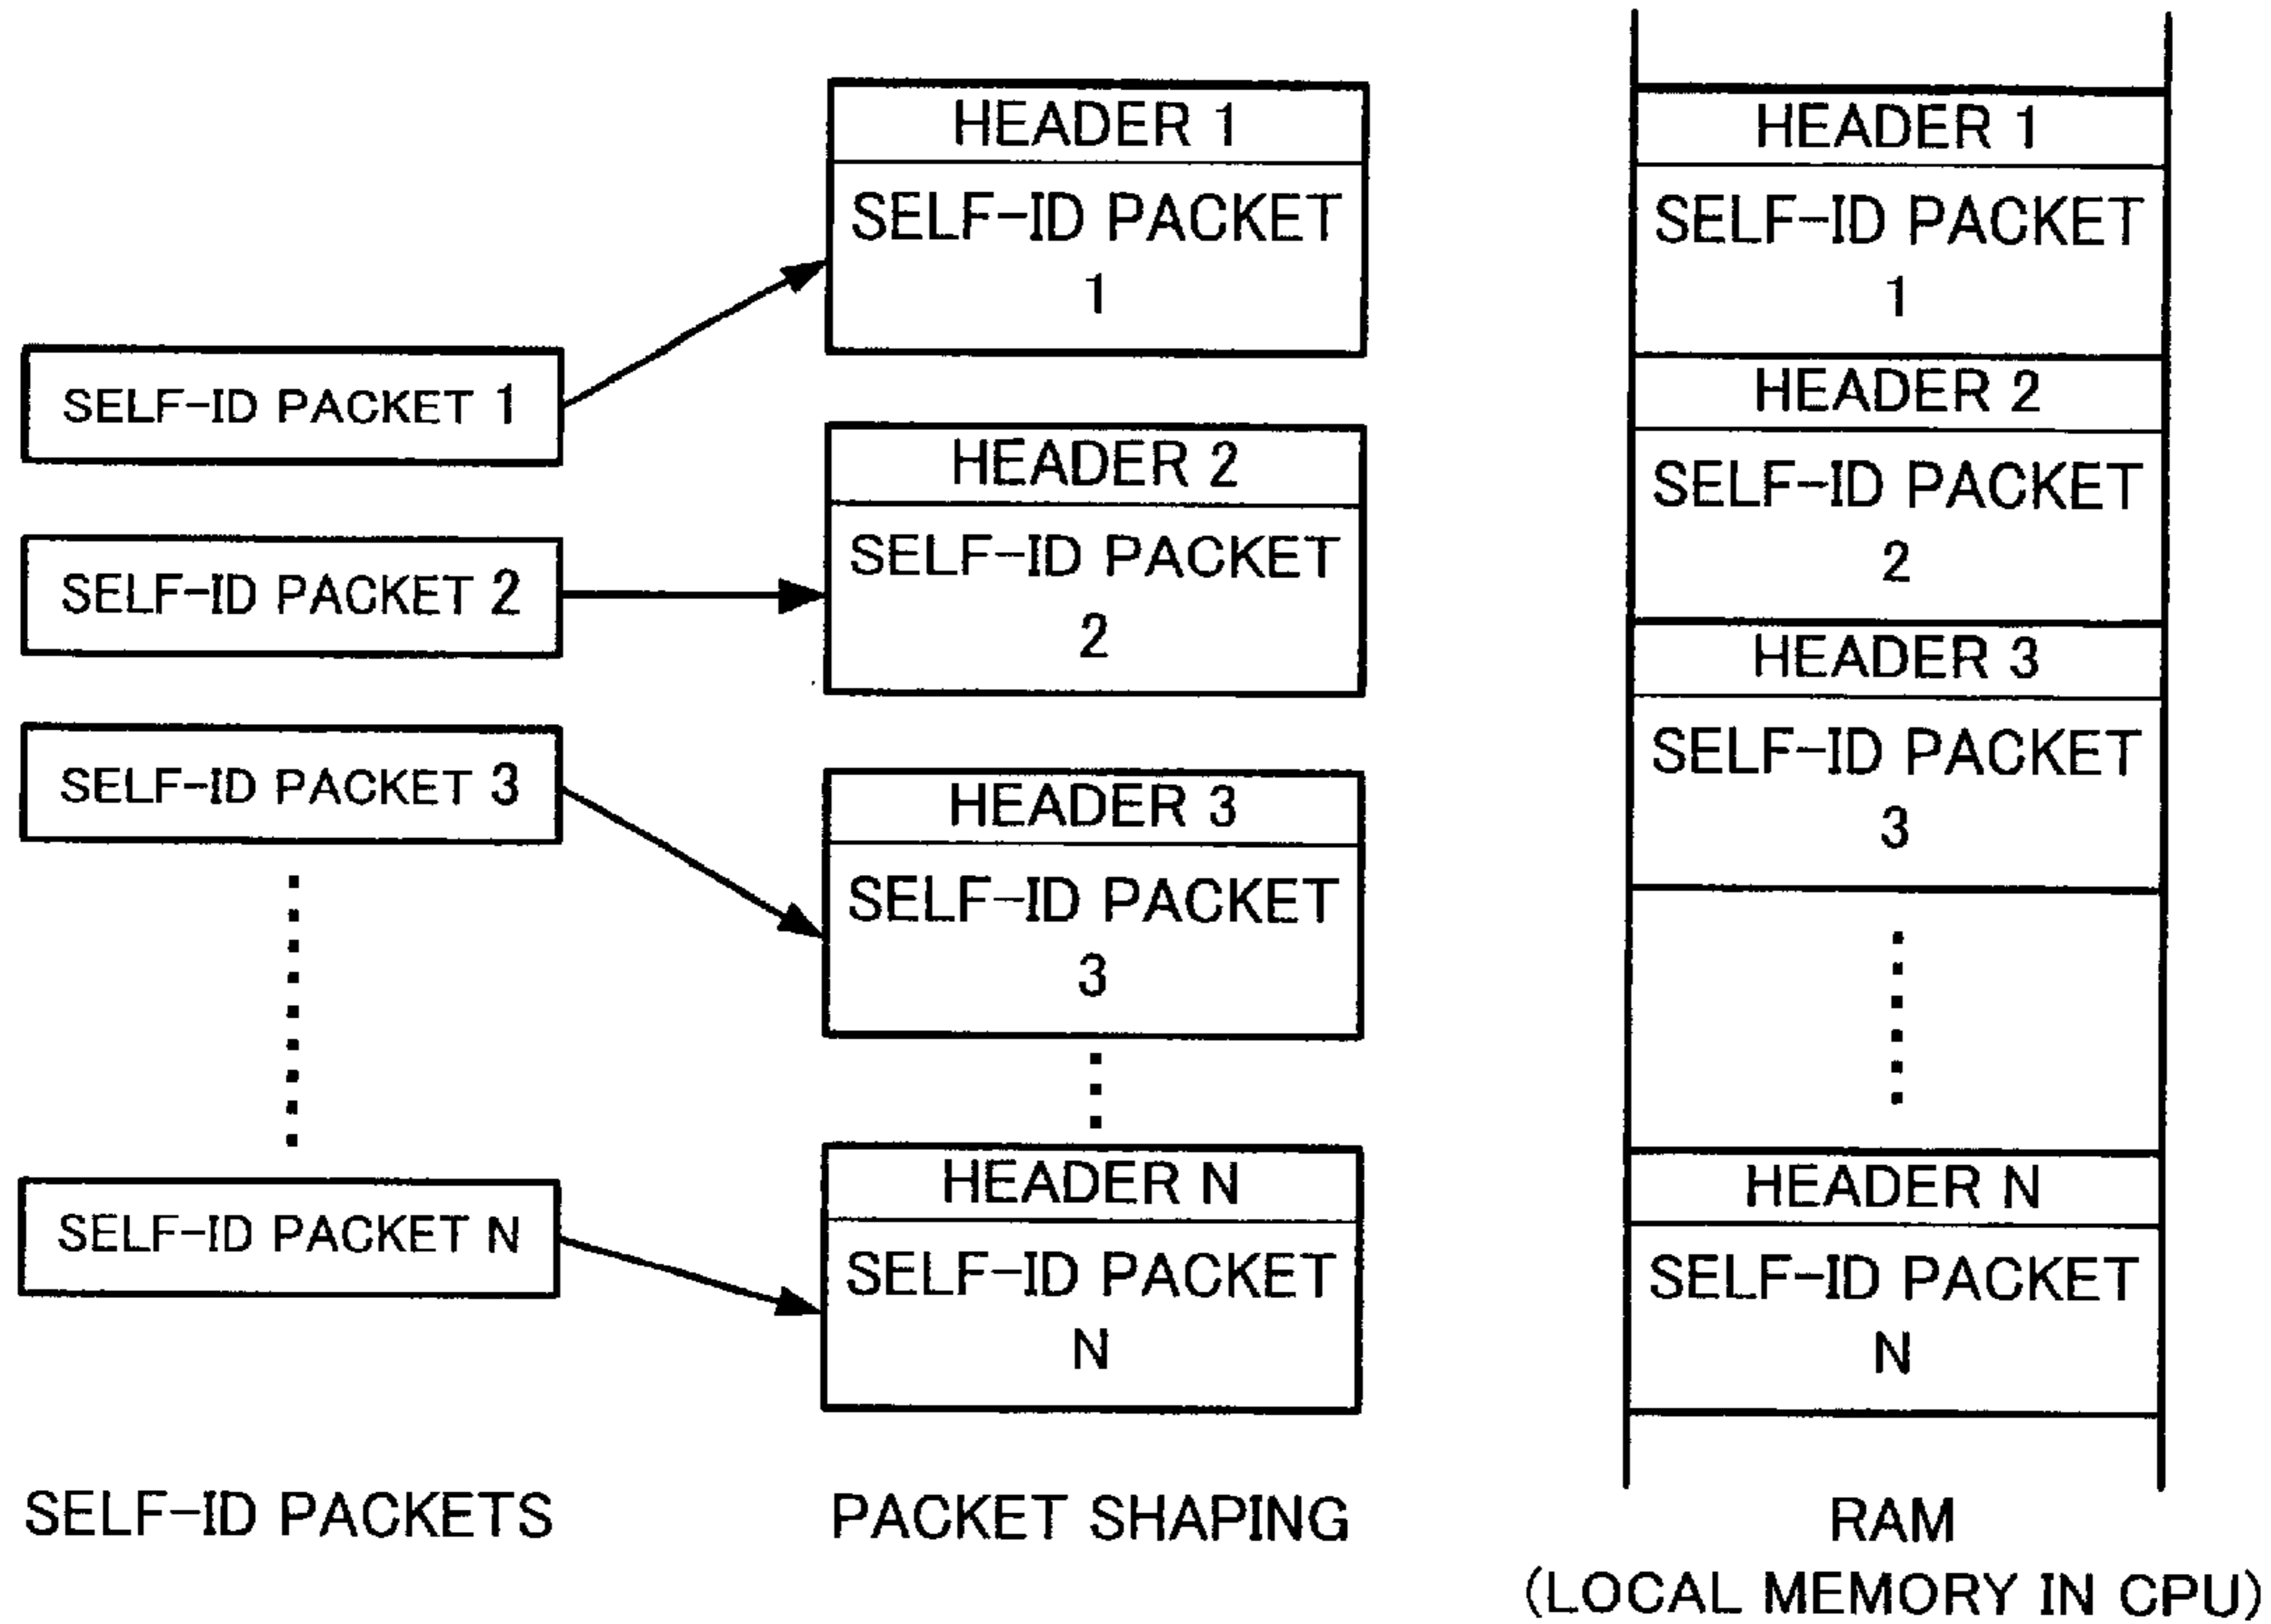 SELF-ID PACKET 1
SELF-ID PACKET 2
SELF-ID PACKET 3
SELF-ID PACKET N
SELF-ID PACKETS
HEADER 1
SELF-ID PACKET
1
HEADER 2
SELF-ID PACKET
2
HEADER 3
SELF-ID PACKET
3
HEADER N
SELF-ID PACKET
N
PACKET SHAPING
HEADER 1
SELF-ID PACKET
1
HEADER 2
SELF-ID PACKET
2
HEADER 3
SELF-ID PACKET
3
HEADER N
SELF-ID PACKET
N
RAM
(LOCAL MEMORY IN CPU)